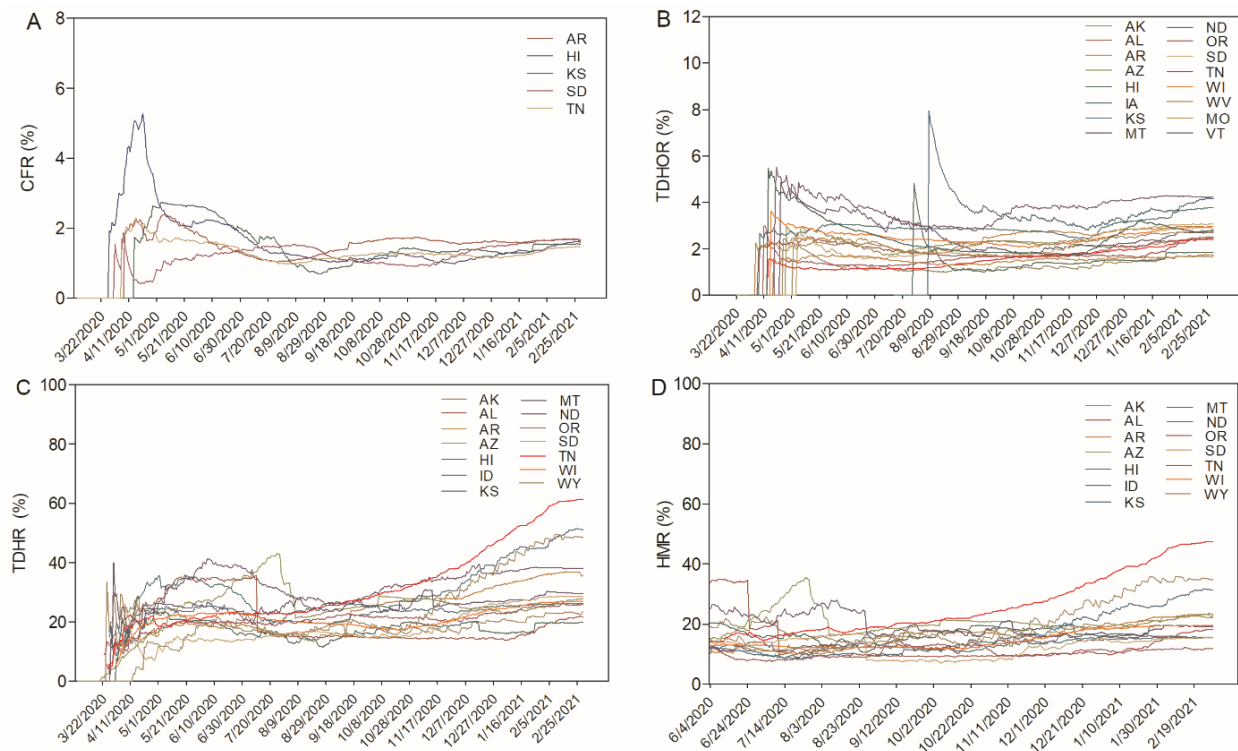 A
8
6
4
2
0
CFR (%)
AR
HI
KS
SD
TN
3/22/2020
4/11/2020
5/1/2020
5/21/2020
6/10/2020
6/30/2020
7/20/2020
8/9/2020
8/29/2020
9/18/2020
10/8/2020
10/28/2020
11/17/2020
12/7/2020
12/27/2020
1/16/2021
2/5/2021
2/25/2021
B
12
10
8
6
4
2
0
TDHOR (%)
AK ND
AL OR
AR SD
AZ TN
HI WI
IA WV
KS MO
MT VT
3/22/2020
4/11/2020
5/1/2020
5/21/2020
6/10/2020
6/30/2020
7/20/2020
8/9/2020
8/29/2020
9/18/2020
10/8/2020
10/28/2020
11/17/2020
12/7/2020
12/27/2020
1/16/2021
2/5/2021
2/25/2021
C
100
80
60
40
20
0
TDHR (%)
AK MT
AL ND
AR OR
AZ SD
HI TN
ID WI
KS WY
3/22/2020
4/11/2020
5/1/2020
5/21/2020
6/10/2020
6/30/2020
7/20/2020
8/9/2020
8/29/2020
9/18/2020
10/8/2020
10/28/2020
11/17/2020
12/7/2020
12/27/2020
1/16/2021
2/5/2021
2/25/2021
D
100
80
60
40
20
0
HMR (%)
AK MT
AL ND
AR OR
AZ SD
HI TN
ID WI
KS WY
6/4/2020
6/24/2020
7/14/2020
8/3/2020
8/23/2020
9/12/2020
10/2/2020
10/22/2020
11/11/2020
12/1/2020
12/21/2020
1/10/2021
1/30/2021
2/19/2021